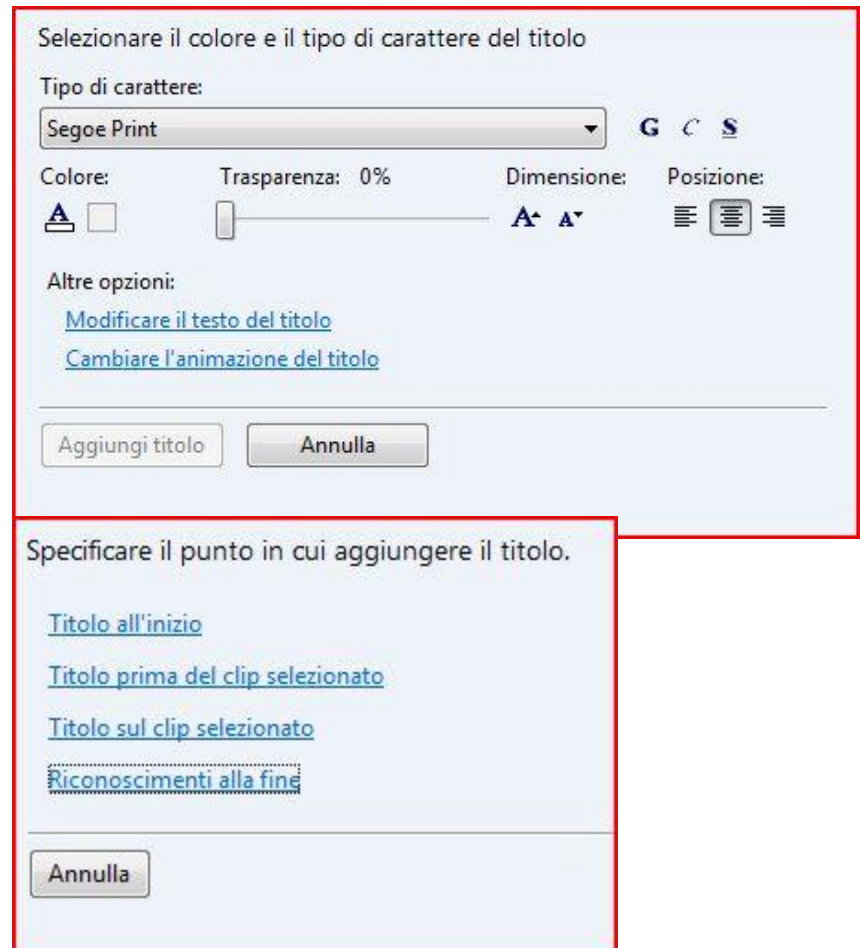 Selezionare il colore e il tipo di carattere del titolo
Tipo di carattere:
Segoe Print G C S
Colore: Trasparenza: 0% Dimensione: Posizione:
A A A
Altre opzioni:
Modificare il testo del titolo
Cambiare l'animazione del titolo
Aggiungi titolo Annulla
Specificare il punto in cui aggiungere il titolo.
Titolo all'inizio
Titolo prima del clip selezionato
Titolo sul clip selezionato
Riconoscimenti alla fine
Annulla